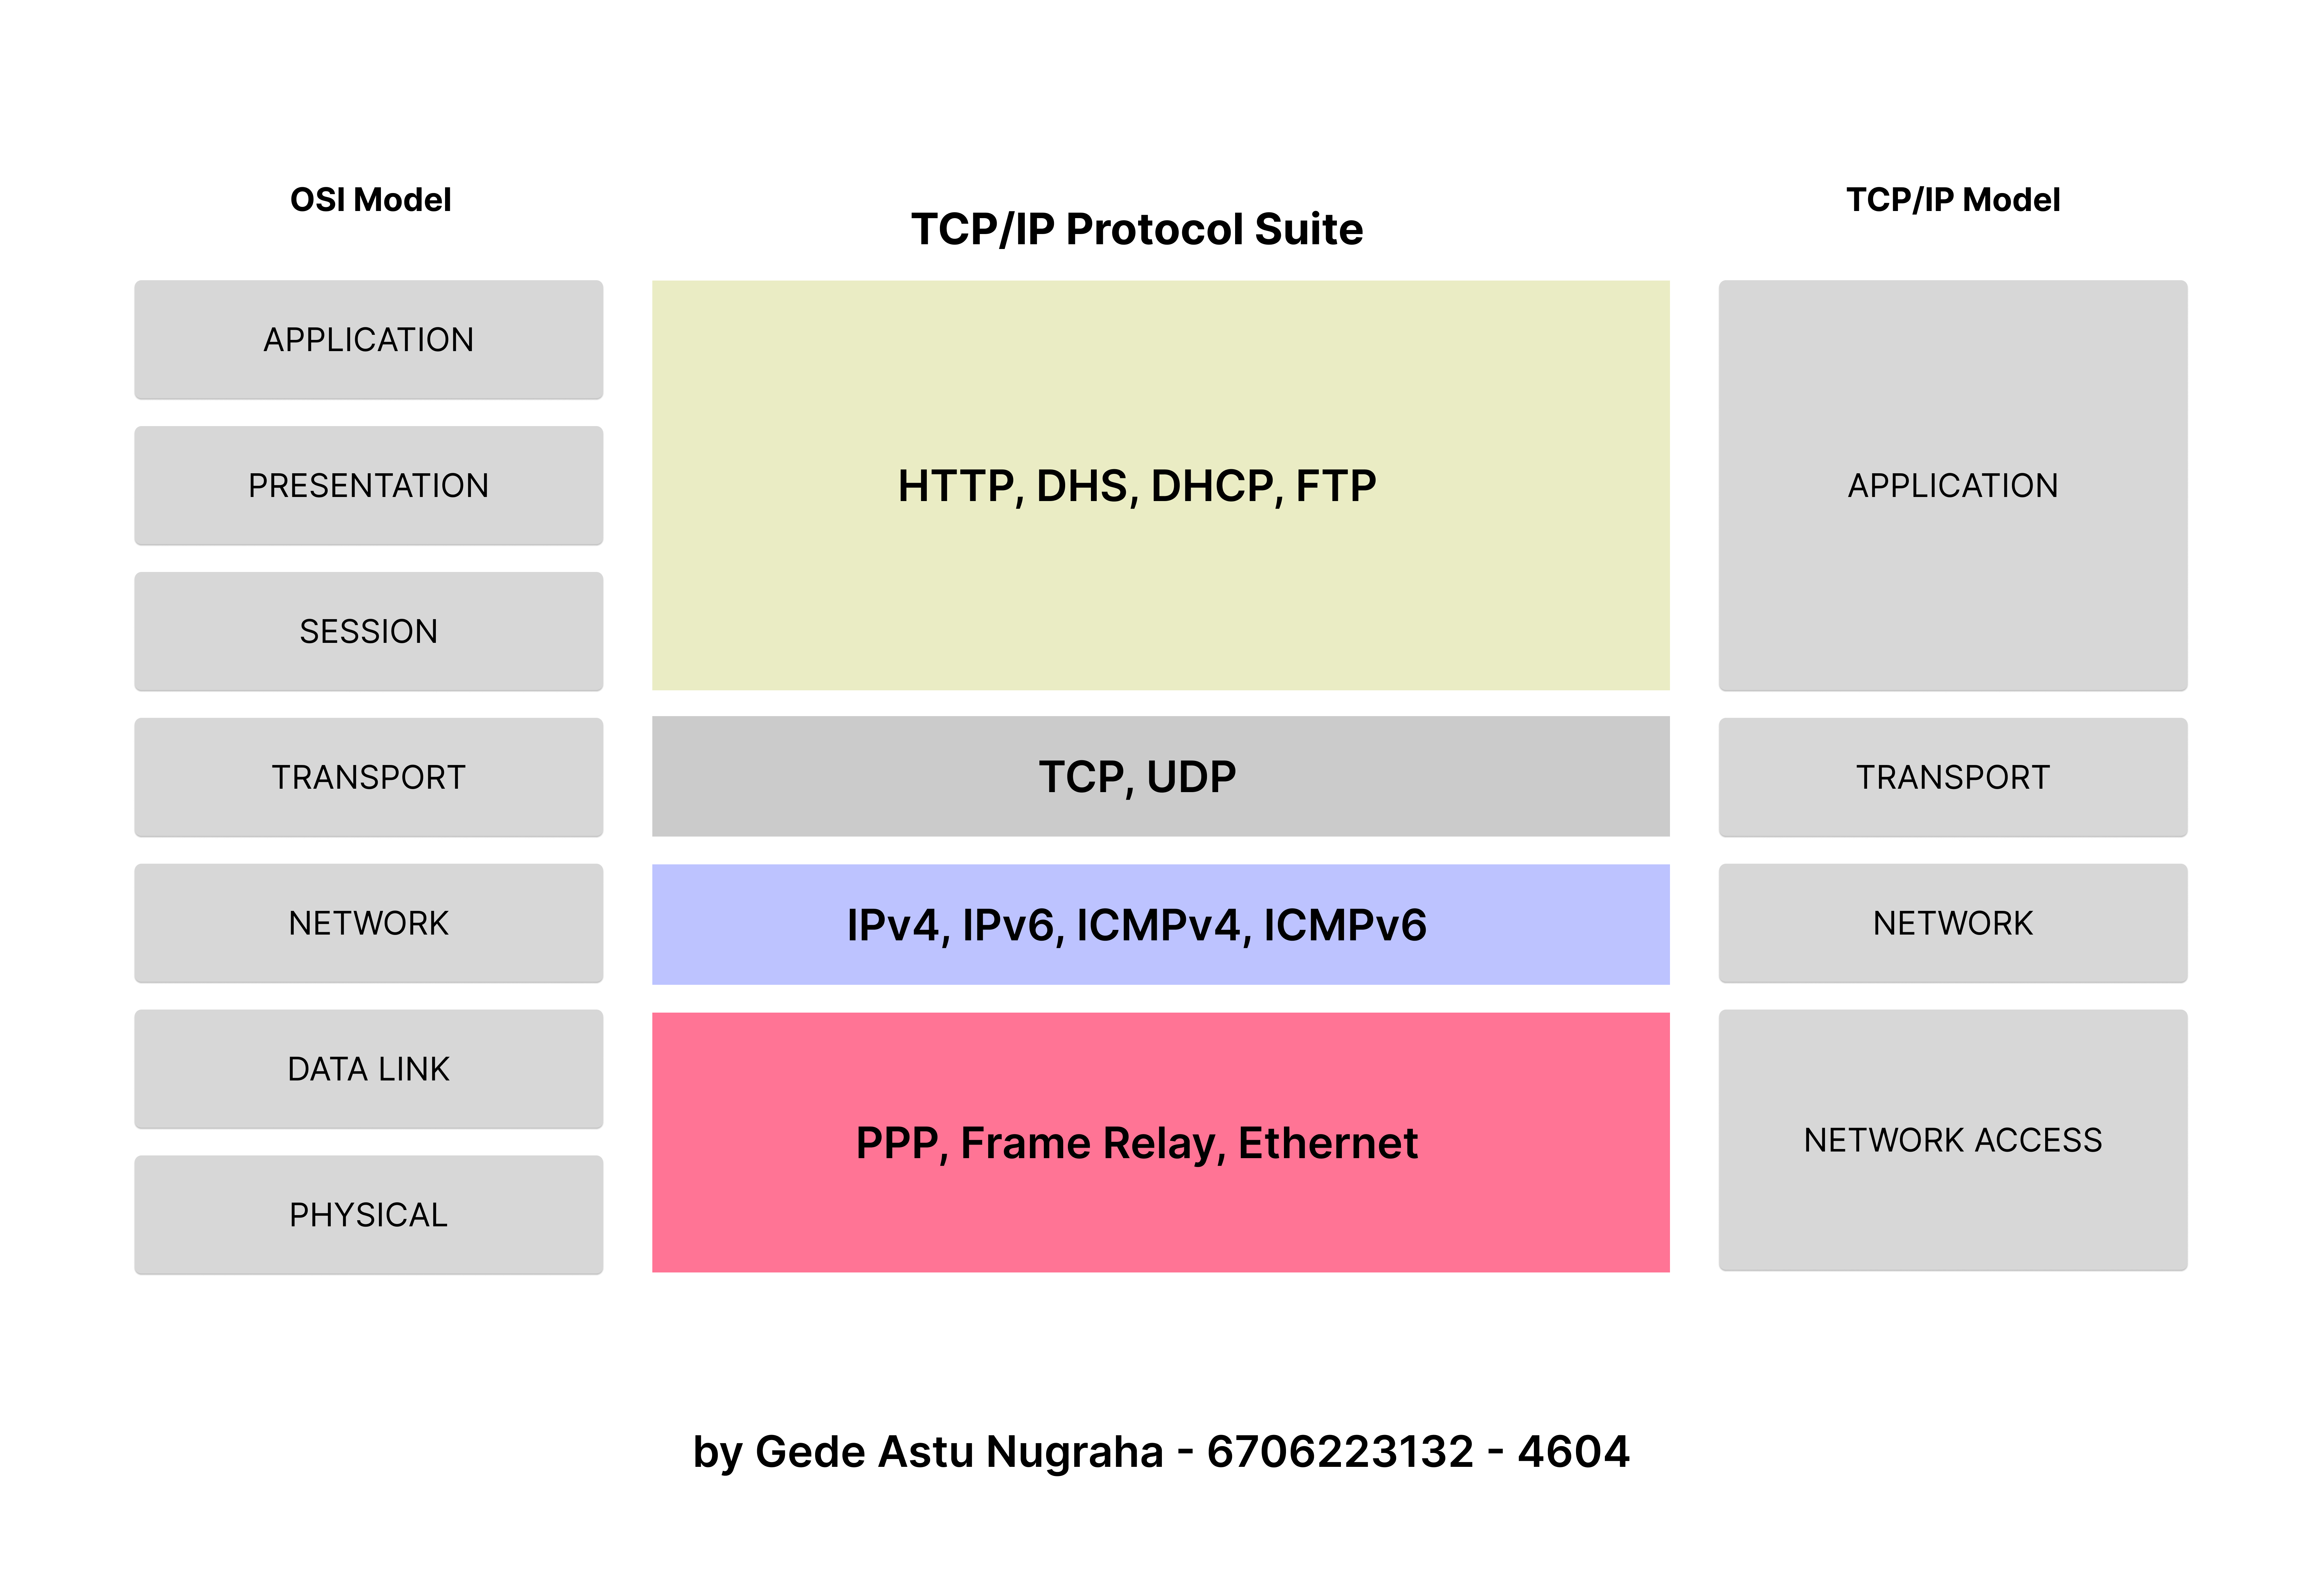 OSI Model
TCP/IP Protocol Suite
TCP/IP Model
APPLICATION
PRESENTATION
SESSION
TRANSPORT
NETWORK
DATA LINK
PHYSICAL
HTTP, DHS, DHCP, FTP
TCP, UDP
IPv4, IPv6, ICMPv4, ICMPv6
PPP, Frame Relay, Ethernet
APPLICATION
TRANSPORT
NETWORK
NETWORK ACCESS
by Gede Astu Nugraha - 6706223132 - 4604